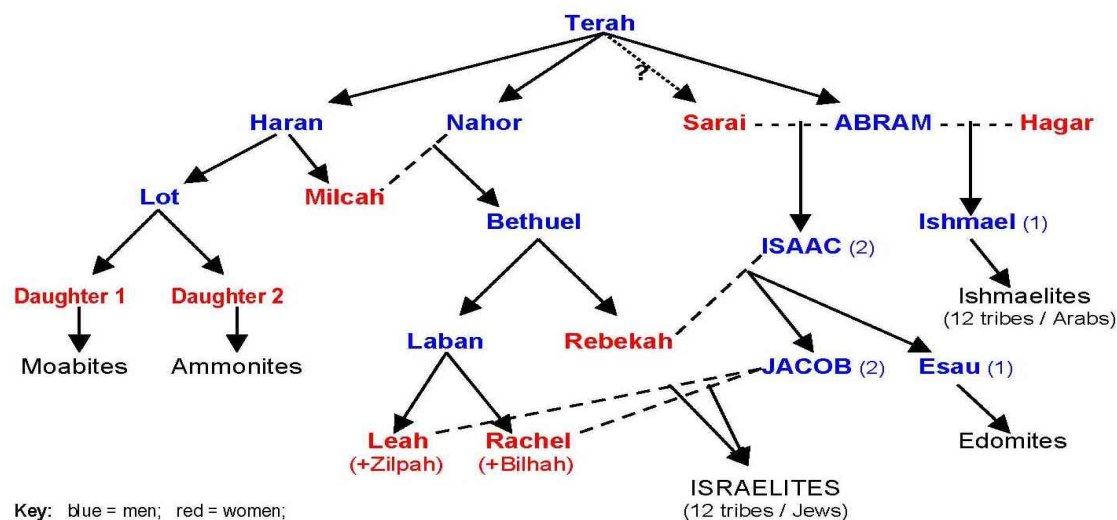 Terah
?
Haran Nahor Sarai ABRAM Hagar
Lot Milcah Bethuel Ishmael (1)
ISAAC (2)
Daughter 1 Daughter 2 Ishmaelites
(12 tribes / Arabs)
Laban Rebekah
Moabites Ammonites JACOB (2) Esau (1)
Leah Rachel Edomites
(+Zilpah) (+Bilhah)
ISRAELITES
(12 tribes / Jews)
Key: blue = men; red = women;